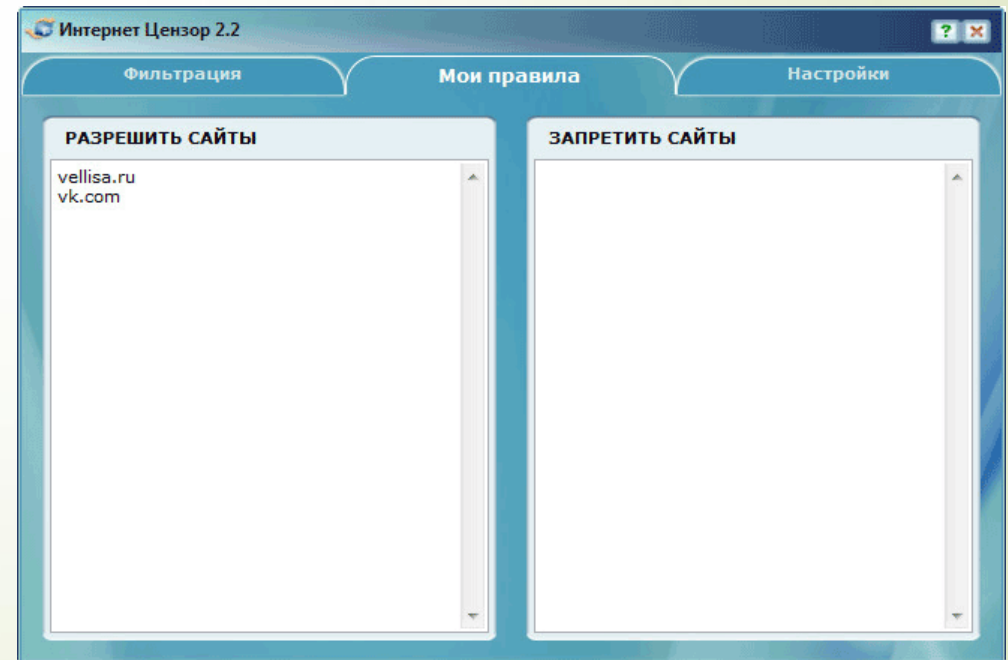 Интернет Цензор 2.2
?
Фильтрация
Мои правила
Настройки
РАЗРЕШИТЬ САЙТЫ
vellisa.ru
vk.com
ЗАПРЕТИТЬ САЙТЫ